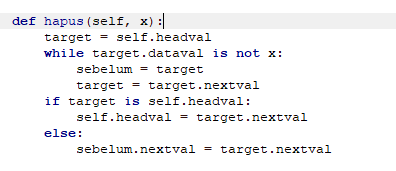 def hapus(self, x):
    target = self.headval
    while target.dataval is not x:
        sebelum = target
        target = target.nextval
    if target is self.headval:
        self.headval = target.nextval
    else:
        sebelum.nextval = target.nextval